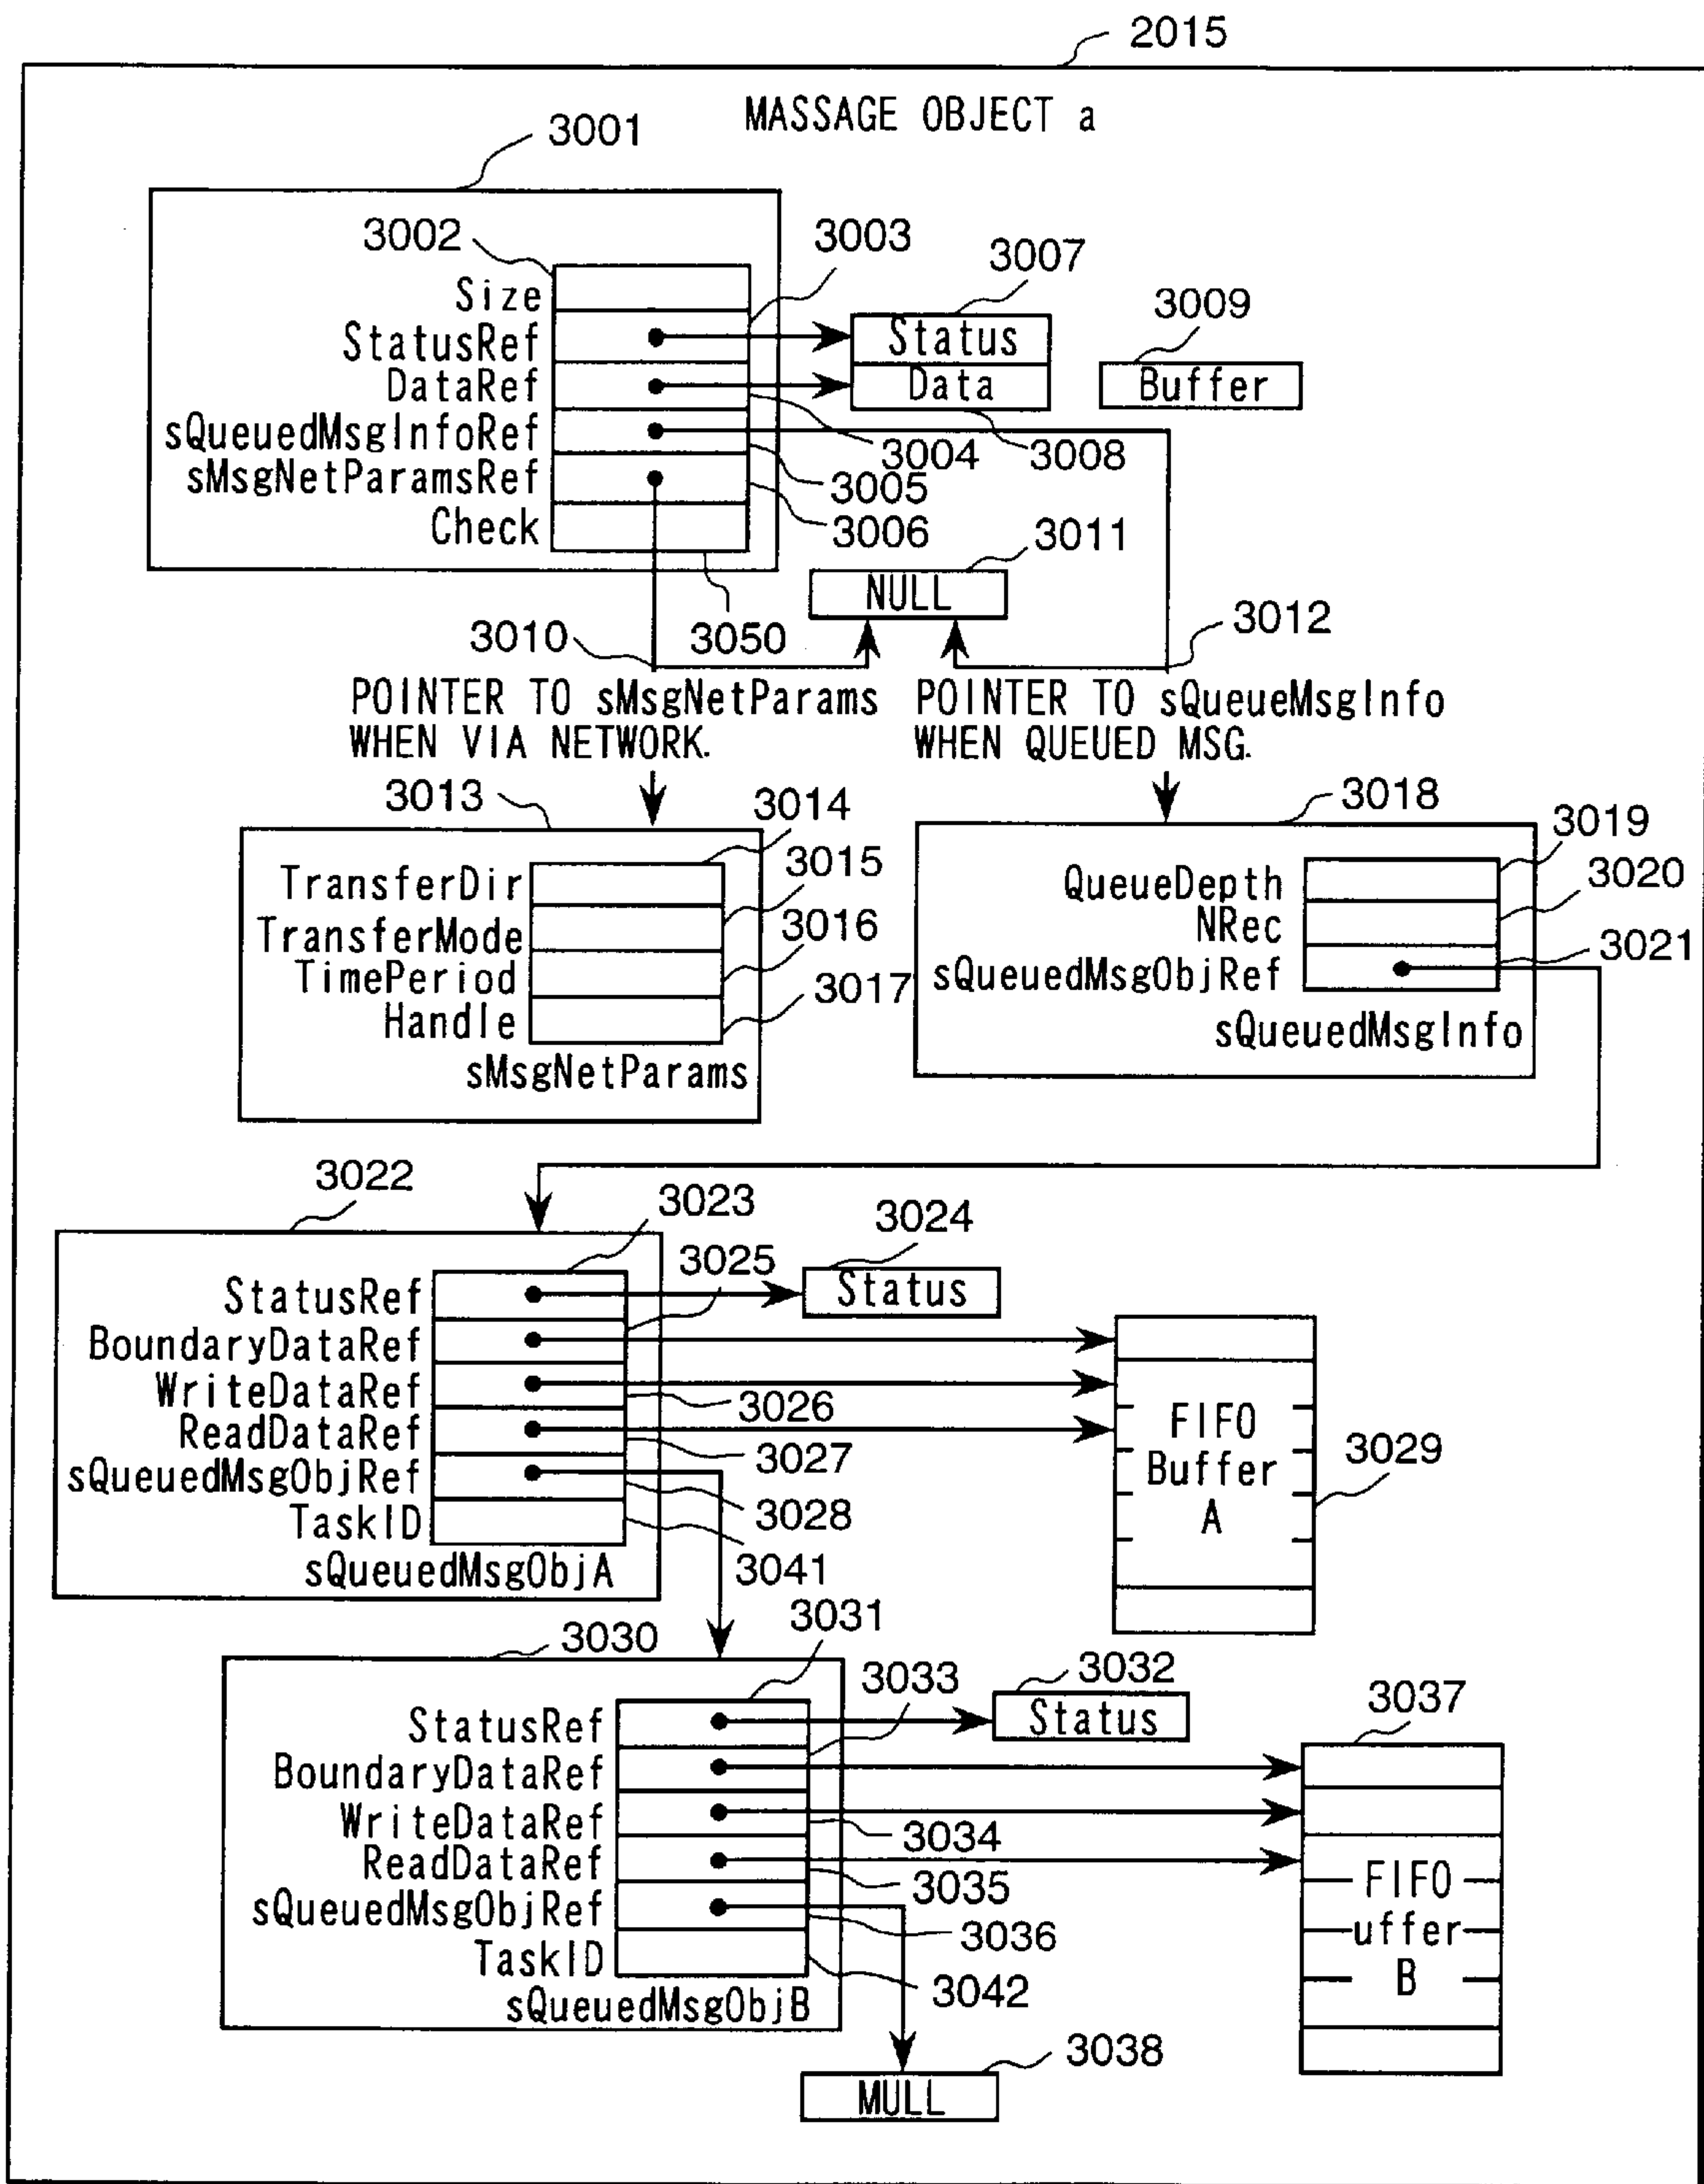 2015
MASSAGE OBJECT a
3001
3002
3003
3007
3009
Size
StatusRef
Status
DataRef
Data
Buffer
sQueuedMsgInfoRef
3004
3008
sMsgNetParamsRef
3005
Check
3006
3011
NULL
3010
3050
3012
POINTER TO sMsgNetParams
WHEN VIA NETWORK.
POINTER TO sQueueMsgInfo
WHEN QUEUED MSG.
3013
3014
3015
TransferDir
TransferMode
3016
TimePeriod
3017
Handle
sMsgNetParams
3018
3019
QueueDepth
3020
NRec
3021
sQueuedMsgObjRef
sQueuedMsgInfo
3022
3023
3024
3025
StatusRef
Status
BoundaryDataRef
WriteDataRef
3026
ReadDataRef
3027
sQueuedMsgObjRef
3028
TaskID
3041
sQueuedMsgObjA
FIFO
Buffer
A
3029
3030
3031
3032
3033
StatusRef
Status
3037
BoundaryDataRef
WriteDataRef
3034
ReadDataRef
3035
sQueuedMsgObjRef
3036
TaskID
3042
sQueuedMsgObjB
FIFO
uffer
B
3038
MULL